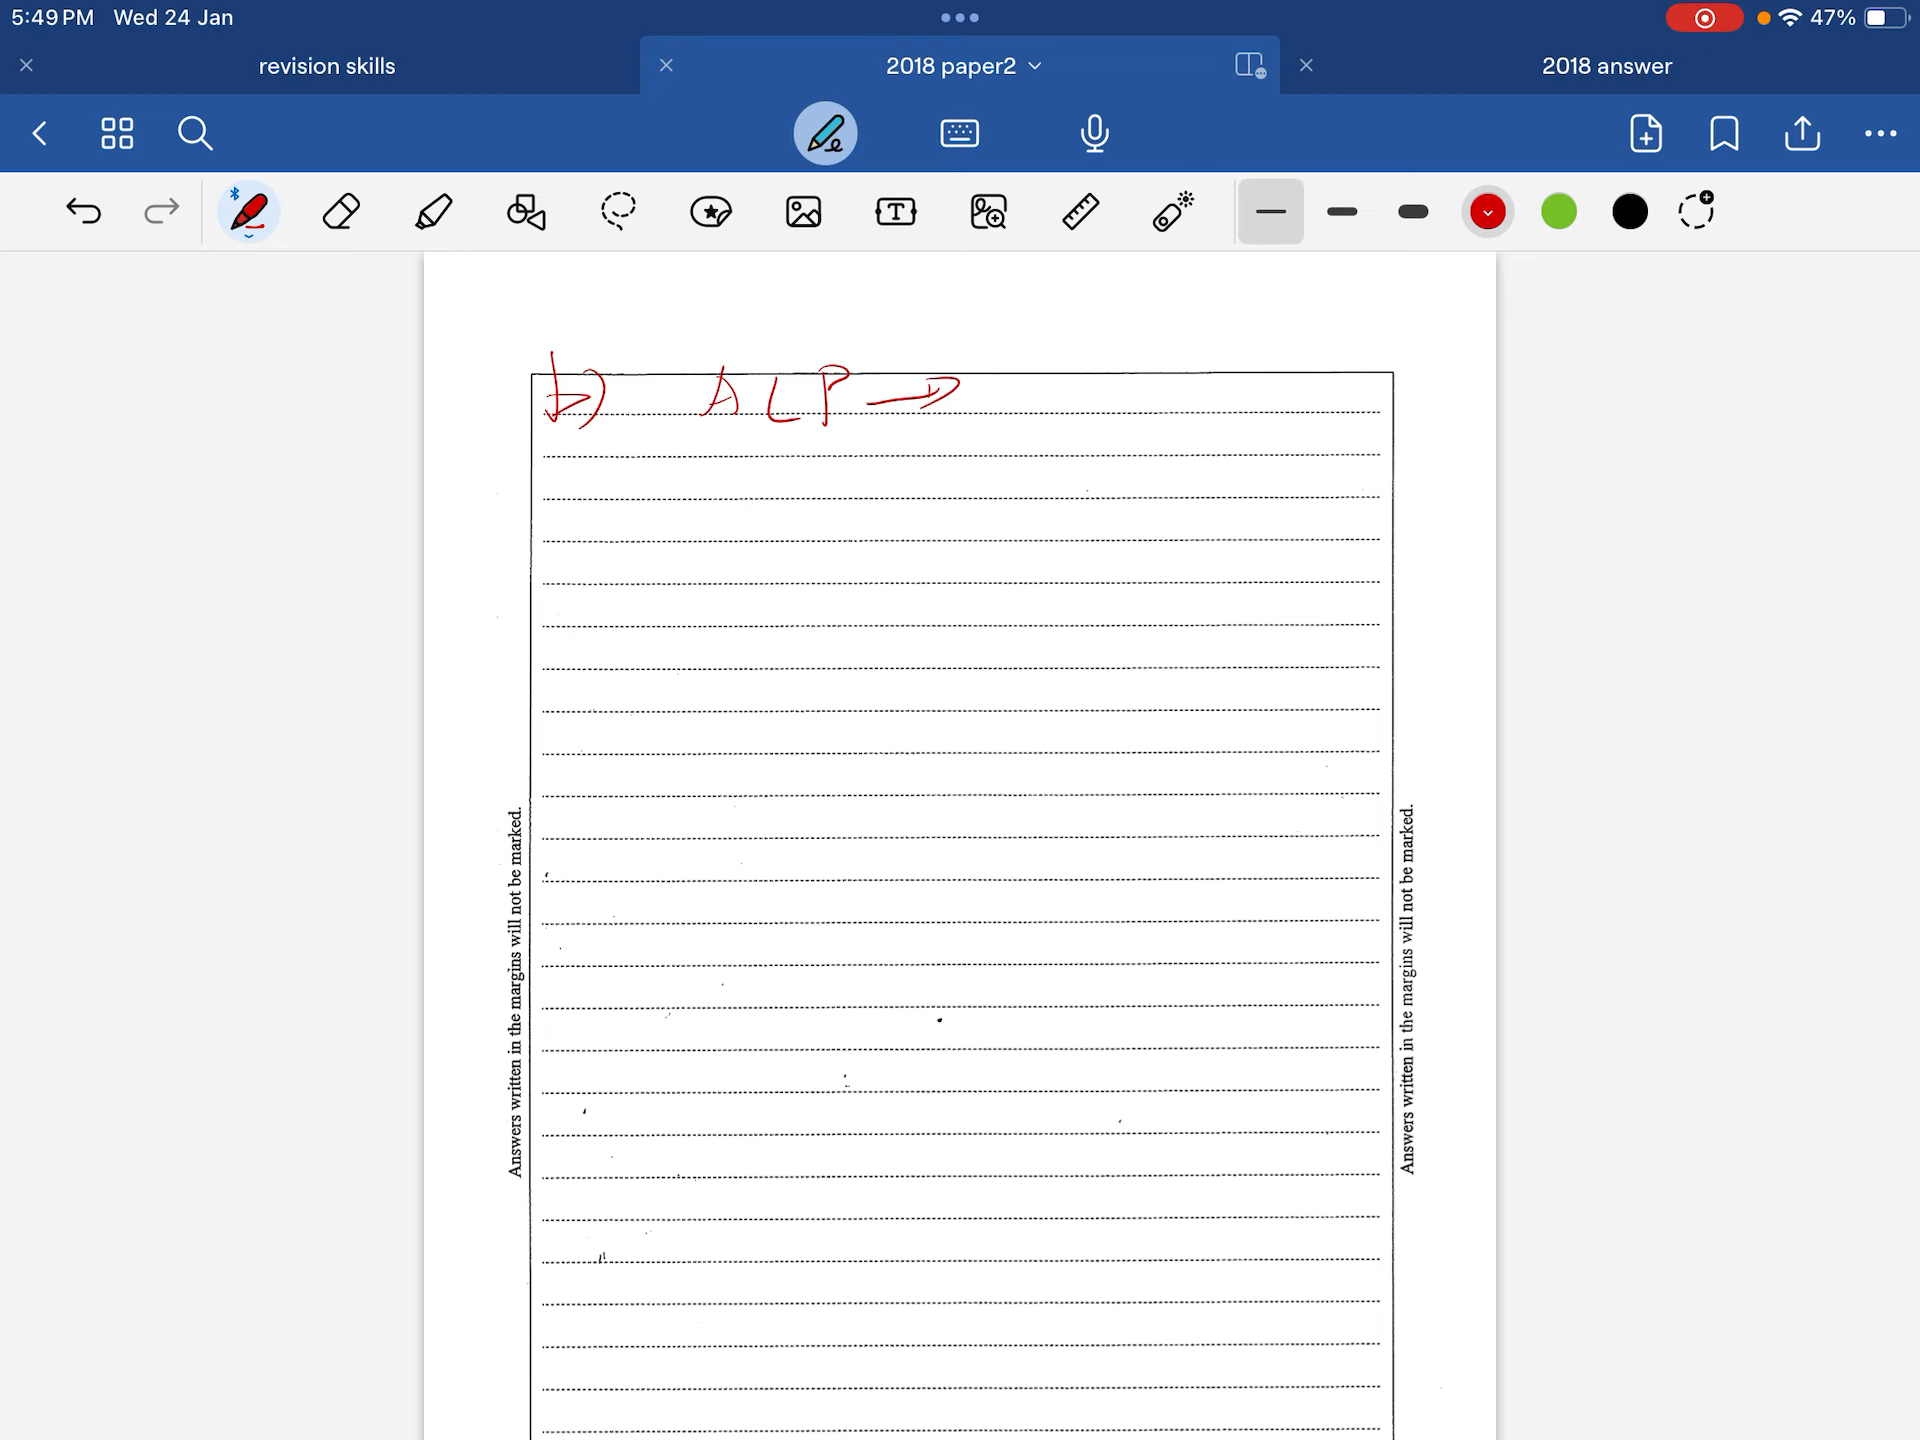 5:49 PM Wed 24 Jan
47%
revision skills
2018 paper2
2018 answer
b) ALP →
Answers written in the margins will not be marked.
Answers written in the margins will not be marked.